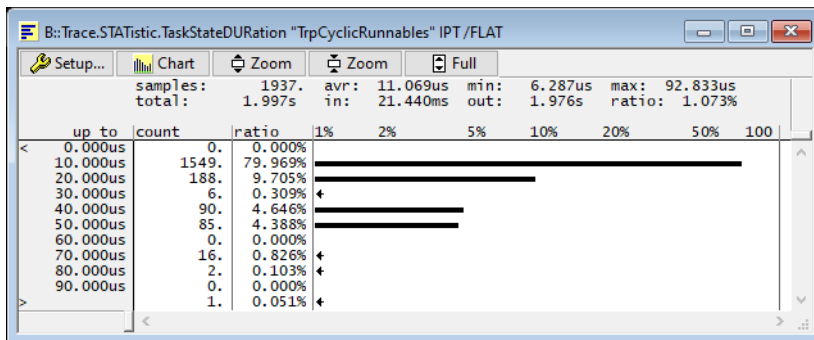 B::Trace.STATistic.TaskStateDURation "TrpCyclicRunnables" IPT /FLAT
Setup... Chart Zoom Zoom Full
samples: 1937. avr: 11.069us min: 6.287us max: 92.833us
total: 1.997s in: 21.440ms out: 1.976s ratio: 1.073%
up to count ratio 1% 2% 5% 10% 20% 50% 100
< 0.000us 0. 0.000%
10.000us 1549. 79.969%
20.000us 188. 9.705%
30.000us 6. 0.309%
40.000us 90. 4.646%
50.000us 85. 4.388%
60.000us 0. 0.000%
70.000us 16. 0.826%
80.000us 2. 0.103%
90.000us 0. 0.000%
> 1. 0.051%